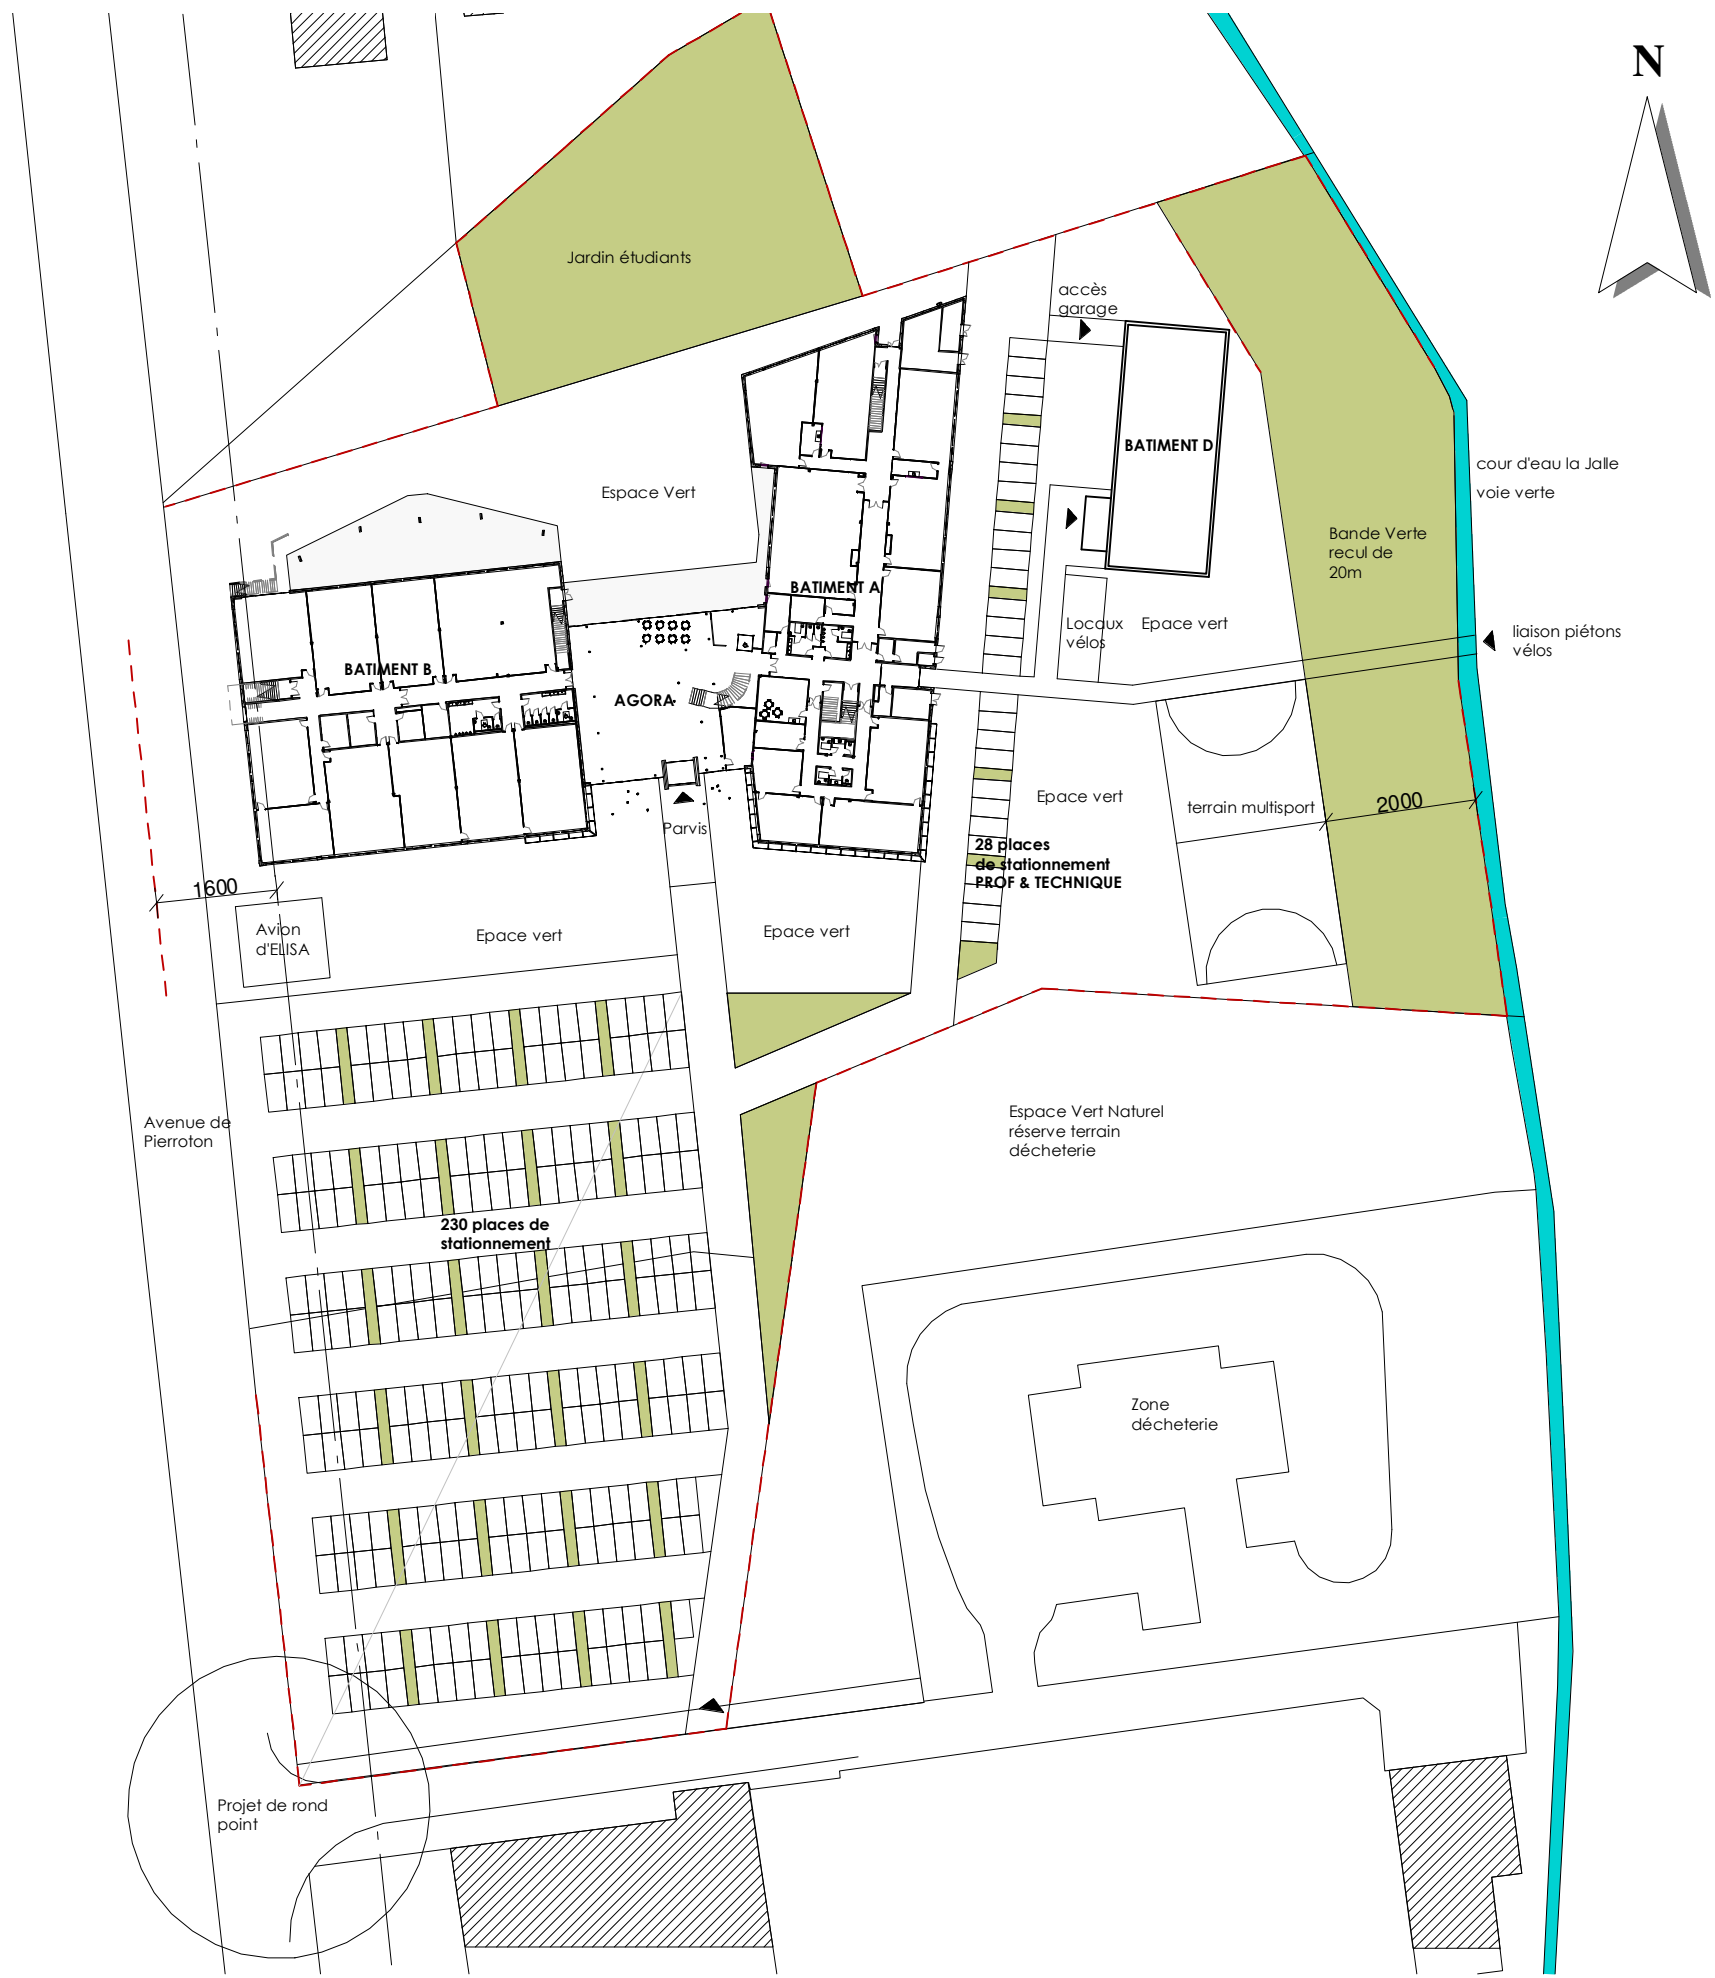 N
Jardin étudiants
accès
garage
BATIMENT D
cour d'eau la Jalle
voie verte
Espace Vert
Bande Verte
recul de
20m
BATIMENT A
Locaux
vélos
Epace vert
liaison piétons
vélos
BATIMENT B
AGORA
Epace vert
terrain multisport
2000
Parvis
28 places
de stationnement
PROF & TECHNIQUE
1600
Avion
d'ELISA
Epace vert
Epace vert
Avenue de
Pierroton
Espace Vert Naturel
réserve terrain
décheterie
230 places de
stationnement
Zone
décheterie
Projet de rond
point